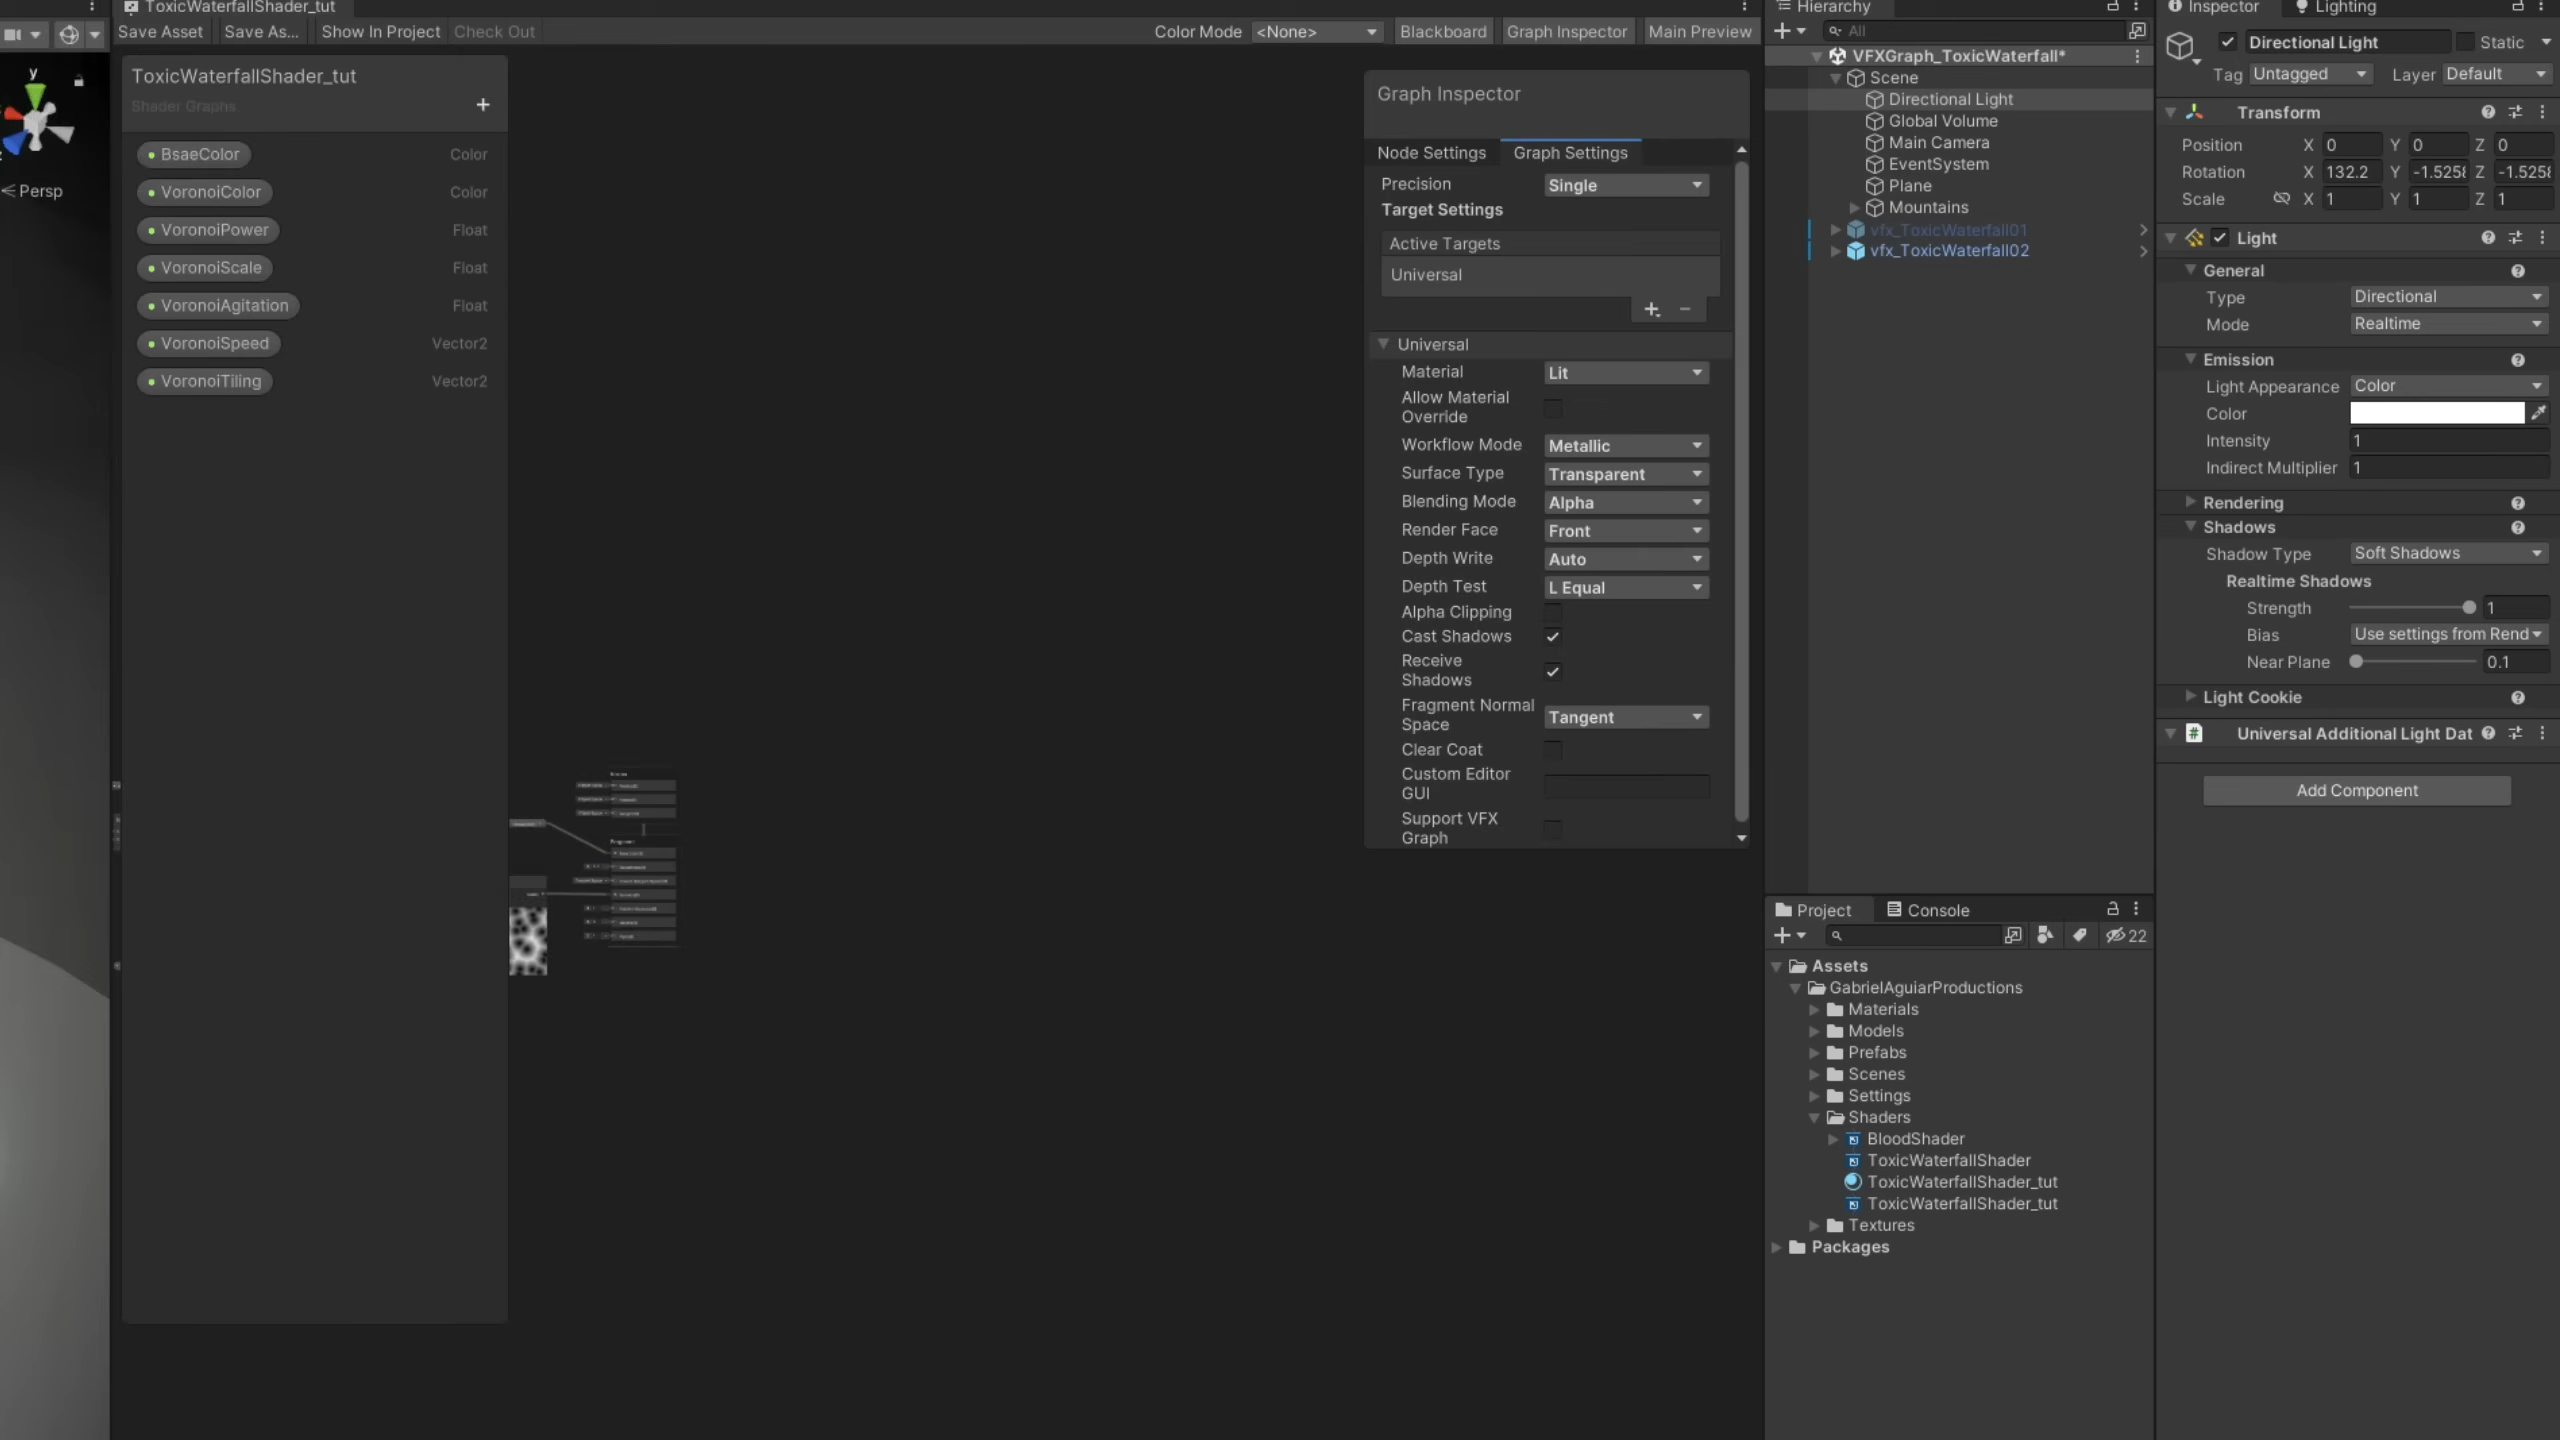 ToxicWaterfallShader_tut
Save Asset
Save As...
Show In Project
Check Out
Color Mode
<None>
Blackboard
Graph Inspector
Main Preview
y
< Persp
ToxicWaterfallShader_tut
Shader Graphs
+
BsaeColor Color
VoronoiColor Color
VoronoiPower Float
VoronoiScale Float
VoronoiAgitation Float
VoronoiSpeed Vector2
VoronoiTiling Vector2
Graph Inspector
Node Settings Graph Settings
Precision Single
Target Settings
Active Targets
Universal
Universal
Material Lit
Allow Material
Override
Workflow Mode Metallic
Surface Type Transparent
Blending Mode Alpha
Render Face Front
Depth Write Auto
Depth Test L Equal
Alpha Clipping
Cast Shadows
Receive
Shadows
Fragment Normal
Space Tangent
Clear Coat
Custom Editor
GUI
Support VFX
Graph
Hierarchy
All
VFXGraph_ToxicWaterfall*
Scene
Directional Light
Global Volume
Main Camera
EventSystem
Plane
Mountains
vfx_ToxicWaterfall01
vfx_ToxicWaterfall02
Project Console
22
Assets
GabrielAguiarProductions
Materials
Models
Prefabs
Scenes
Settings
Shaders
BloodShader
ToxicWaterfallShader
ToxicWaterfallShader_tut
ToxicWaterfallShader_tut
Textures
Packages
Inspector Lighting
Directional Light Static
Tag Untagged Layer Default
Transform
Position X 0 Y 0 Z 0
Rotation X 132.2 Y -1.525 Z -1.525
Scale X 1 Y 1 Z 1
Light
General
Type Directional
Mode Realtime
Emission
Light Appearance Color
Color
Intensity 1
Indirect Multiplier 1
Rendering
Shadows
Shadow Type Soft Shadows
Realtime Shadows
Strength 1
Bias Use settings from Rend
Near Plane 0.1
Light Cookie
Universal Additional Light Dat
Add Component